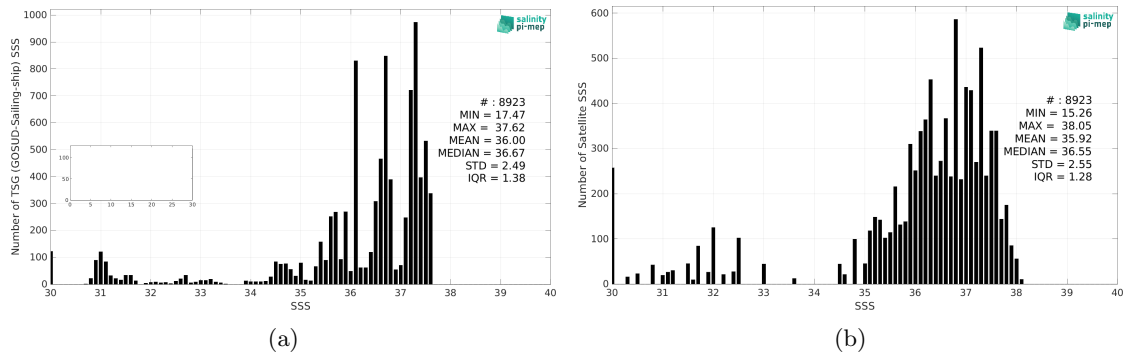 Number of TSG (GOSUD-Sailing-ship) SSS
1000
900
800
700
600
500
400
300
200
100
0
30
31
32
33
34
35
36
37
38
39
40
SSS
100
50
0
0
5
10
15
20
25
30
salinity
pi-mep
# : 8923
MIN = 17.47
MAX = 37.62
MEAN = 36.00
MEDIAN = 36.67
STD = 2.49
IQR = 1.38
(a)
Number of Satellite SSS
600
500
400
300
200
100
0
30
31
32
33
34
35
36
37
38
39
40
SSS
salinity
pi-mep
# : 8923
MIN = 15.26
MAX = 38.05
MEAN = 35.92
MEDIAN = 36.55
STD = 2.55
IQR = 1.28
(b)